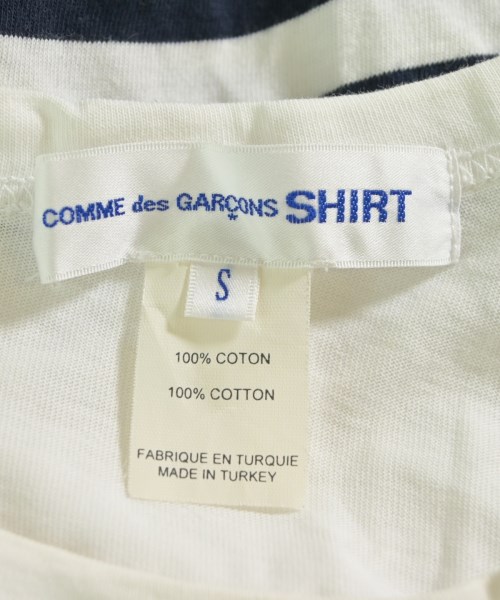 COMME des GARÇONS SHIRT
S
100% COTON
100% COTTON
FABRIQUE EN TURQUIE
MADE IN TURKEY